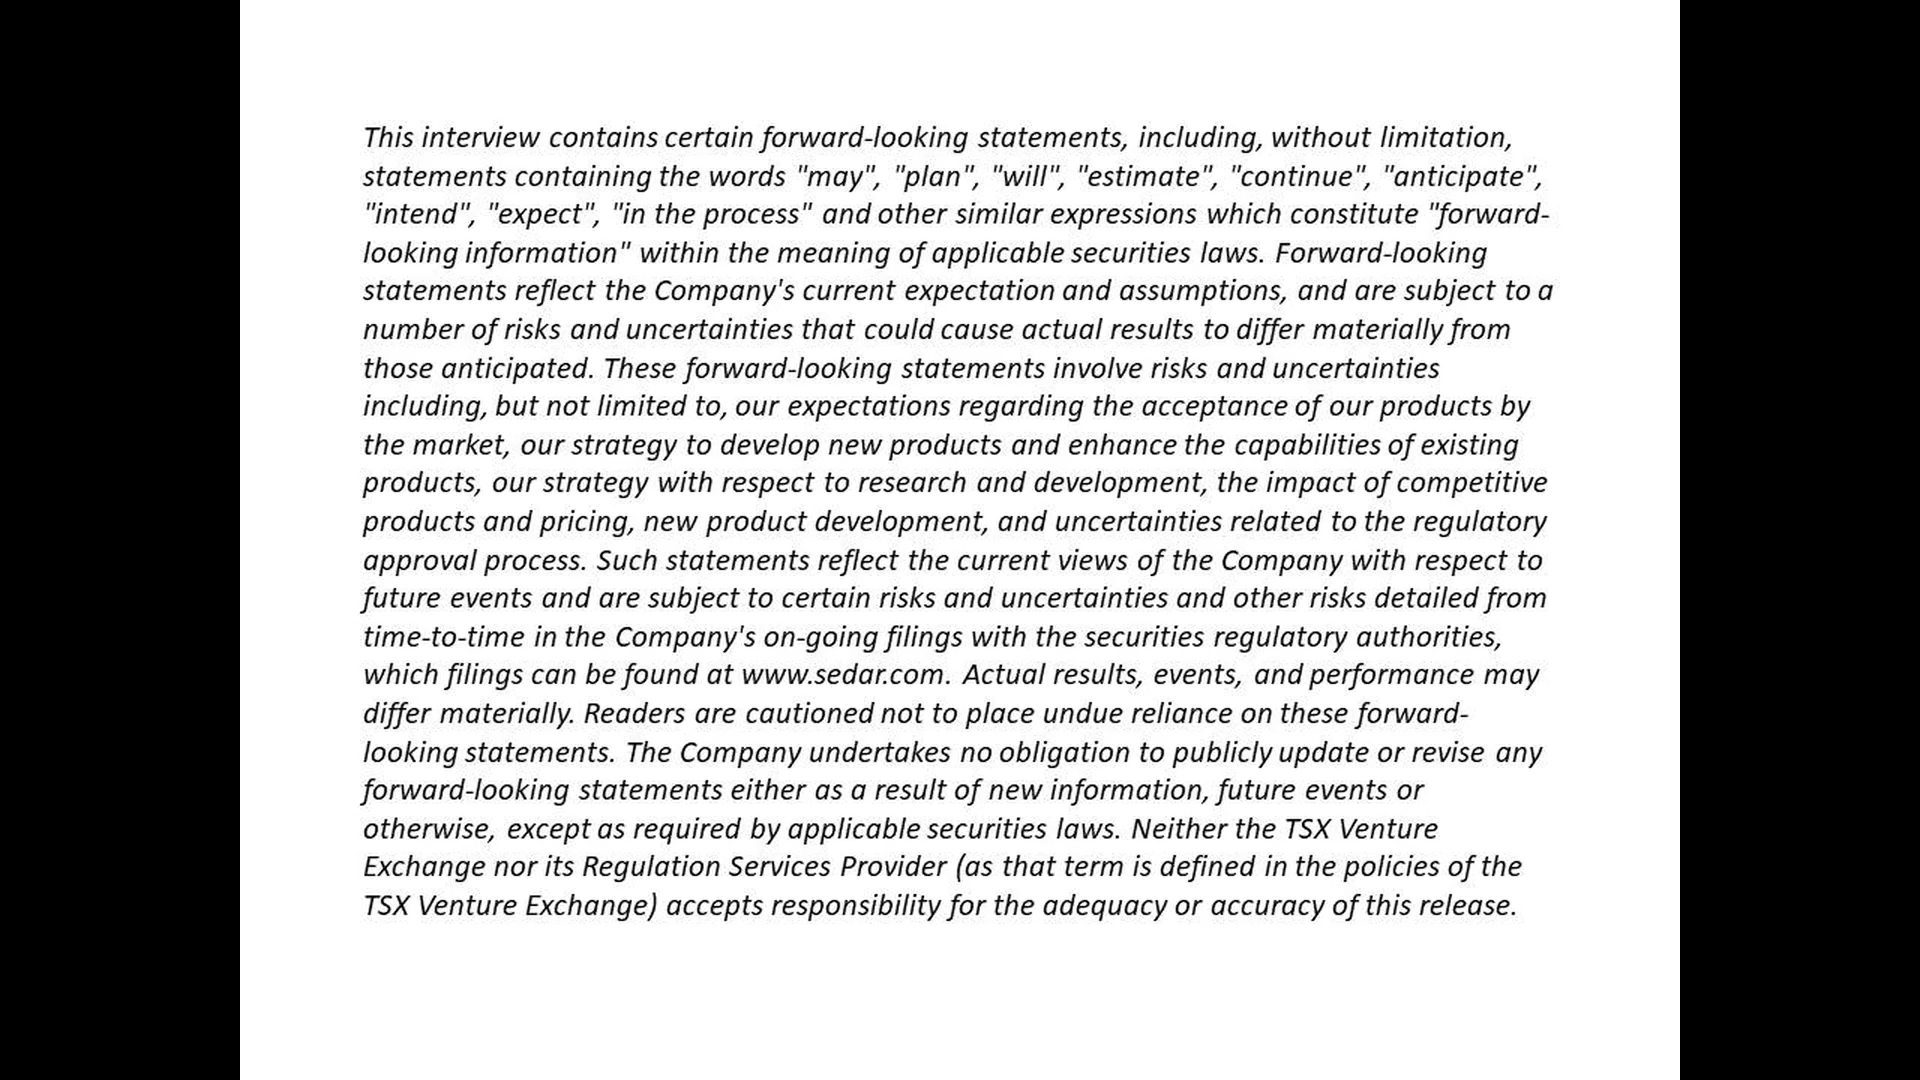 This interview contains certain forward-looking statements, including, without limitation,
statements containing the words "may", "plan", "will", "estimate", "continue", "anticipate",
"intend", "expect", "in the process" and other similar expressions which constitute "forward-
looking information" within the meaning of applicable securities laws. Forward-looking
statements reflect the Company's current expectation and assumptions, and are subject to a
number of risks and uncertainties that could cause actual results to differ materially from
those anticipated. These forward-looking statements involve risks and uncertainties
including, but not limited to, our expectations regarding the acceptance of our products by
the market, our strategy to develop new products and enhance the capabilities of existing
products, our strategy with respect to research and development, the impact of competitive
products and pricing, new product development, and uncertainties related to the regulatory
approval process. Such statements reflect the current views of the Company with respect to
future events and are subject to certain risks and uncertainties and other risks detailed from
time-to-time in the Company's on-going filings with the securities regulatory authorities,
which filings can be found at www.sedar.com. Actual results, events, and performance may
differ materially. Readers are cautioned not to place undue reliance on these forward-
looking statements. The Company undertakes no obligation to publicly update or revise any
forward-looking statements either as a result of new information, future events or
otherwise, except as required by applicable securities laws. Neither the TSX Venture
Exchange nor its Regulation Services Provider (as that term is defined in the policies of the
TSX Venture Exchange) accepts responsibility for the adequacy or accuracy of this release.